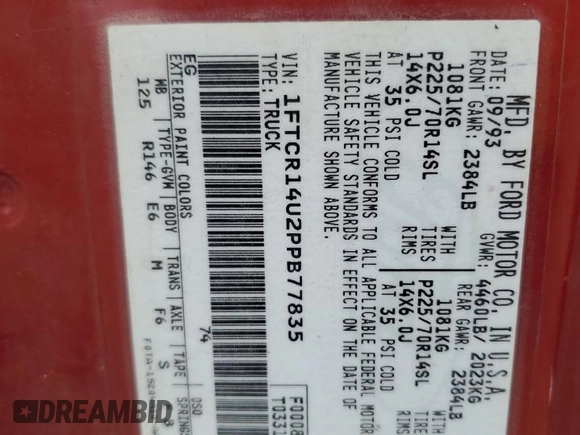 MFD. BY FORD MOTOR CO. IN U.S.A.
DATE: 09/93 GVWR: 4460LB/ 2023KG
FRONT GAWR: 2384LB REAR GAWR: 2384LB
1081KG WITH 1081KG WITH
P225/70R14SL TIRES P225/70R14SL TIRES
14X6.0J RIMS 14X6.0J RIMS
AT 35 PSI COLD AT 35 PSI COLD
THIS VEHICLE CONFORMS TO ALL APPLICABLE FEDERAL MOTOR
VEHICLE SAFETY STANDARDS IN EFFECT ON THE DATE OF
MANUFACTURE SHOWN ABOVE.
VIN: 1FTCR14U2PPB77835
TYPE: TRUCK
74
EXTERIOR PAINT COLORS DSO
EG
WB TYPE-GVW BODY TRANS AXLE TAPE
125 R146 E6 M F6 S
DREAMBID